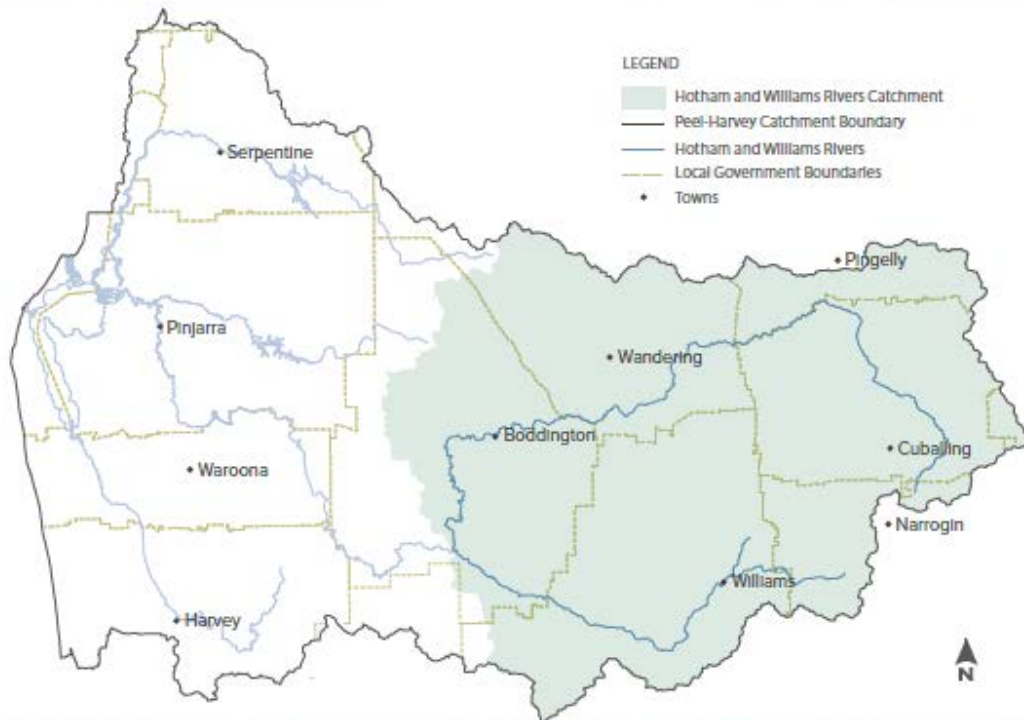 LEGEND
Hotham and Williams Rivers Catchment
Peel-Harvey Catchment Boundary
Hotham and Williams Rivers
Local Government Boundaries
Towns
Serpentine
Pingelly
Pinjarra
Wandering
Boddington
Cuballing
Waroona
Narrogin
Williams
Harvey
N